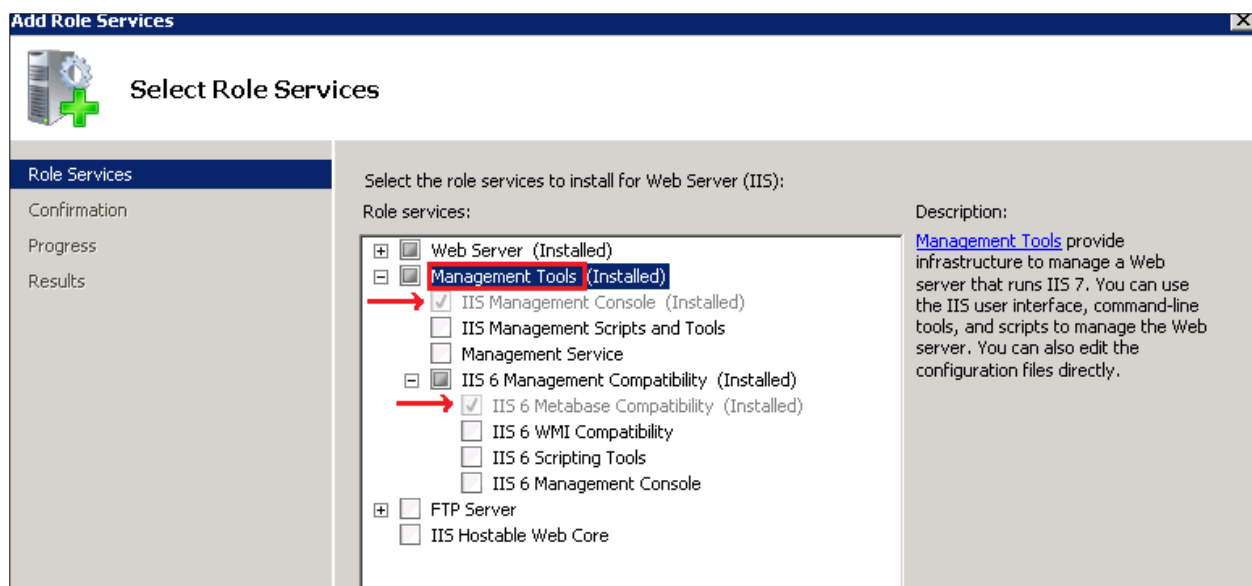 Add Role Services
Select Role Services
Role Services
Confirmation
Progress
Results
Select the role services to install for Web Server (IIS):
Role services:
Web Server (Installed)
Management Tools (Installed)
IIS Management Console (Installed)
IIS Management Scripts and Tools
Management Service
IIS 6 Management Compatibility (Installed)
IIS 6 Metabase Compatibility (Installed)
IIS 6 WMI Compatibility
IIS 6 Scripting Tools
IIS 6 Management Console
FTP Server
IIS Hostable Web Core
Description:
Management Tools provide
infrastructure to manage a Web
server that runs IIS 7. You can use
the IIS user interface, command-line
tools, and scripts to manage the Web
server. You can also edit the
configuration files directly.